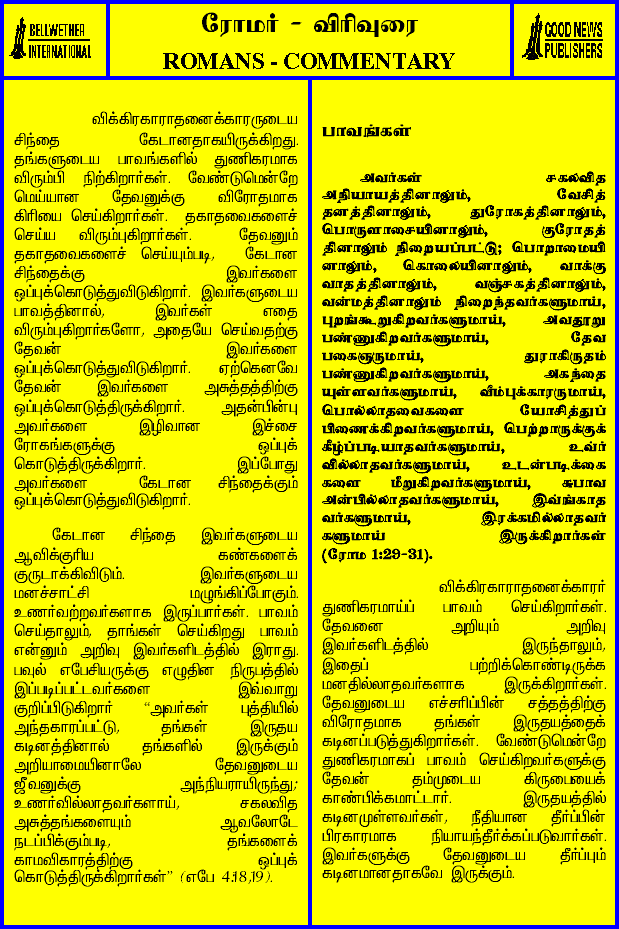 BELLWETHER
INTERNATIONAL
ரோமர் - விரிவுரை
ROMANS - COMMENTARY
GOOD NEWS
PUBLISHERS
விக்கிரகாராதனைக்காரருடைய
சிந்தை கேடானதாகயிருக்கிறது.
தங்களுடைய பாவங்களில் துணிகரமாக
விரும்பி நிற்கிறார்கள். வேண்டுமென்றே
மெய்யான தேவனுக்கு விரோதமாக
கிரியை செய்கிறார்கள். தகாதவைகளைச்
செய்ய விரும்புகிறார்கள். தேவனும்
தகாதவைகளைச் செய்யும்படி, கேடான
சிந்தைக்கு இவர்களை
ஒப்புக்கொடுத்துவிடுகிறார். இவர்களுடைய
பாவத்தினால், இவர்கள் எதை
விரும்புகிறார்களோ, அதையே செய்வதற்கு
தேவன் இவர்களை
ஒப்புக்கொடுத்துவிடுகிறார். ஏற்கெனவே
தேவன் இவர்களை அசுத்தத்திற்கு
ஒப்புக்கொடுத்திருக்கிறார். அதன்பின்பு
அவர்களை இழிவான இச்சை
ரோகங்களுக்கு ஒப்புக்
கொடுத்திருக்கிறார். இப்போது
அவர்களை கேடான சிந்தைக்கும்
ஒப்புக்கொடுத்துவிடுகிறார்.
கேடான சிந்தை இவர்களுடைய
ஆவிக்குரிய கண்களைக்
குருடாக்கிவிடும். இவர்களுடைய
மனச்சாட்சி மழுங்கிப்போகும்.
உணர்வற்றவர்களாக இருப்பார்கள். பாவம்
செய்தாலும், தாங்கள் செய்கிறது பாவம்
என்னும் அறிவு இவர்களிடத்தில் இராது.
பவுல் எபேசியருக்கு எழுதின நிருபத்தில்
இப்படிப்பட்டவர்களை இவ்வாறு
குறிப்பிடுகிறார் “அவர்கள் புத்தியில்
அந்தகாரப்பட்டு, தங்கள் இருதய
கடினத்தினால் தங்களில் இருக்கும்
அறியாமையினாலே தேவனுடைய
ஜீவனுக்கு அந்நியராயிருந்து;
உணர்வில்லாதவர்களாய், சகலவித
அசுத்தங்களையும் ஆவலோடே
நடப்பிக்கும்படி, தங்களைக்
காமவிகாரத்திற்கு ஒப்புக்
கொடுத்திருக்கிறார்கள்” (எபே 4:18,19).
பாவங்கள்
அவர்கள் சகலவித
அநியாயத்தினாலும், வேசித்
தனத்தினாலும், துரோகத்தினாலும்,
பொருளாசையினாலும், குரோதத்
தினாலும் நிறையப்பட்டு; பொறாமையி
னாலும், கொலையினாலும், வாக்கு
வாதத்தினாலும், வஞ்சகத்தினாலும்,
வன்மத்தினாலும் நிறைந்தவர்களுமாய்,
புறங்கூறுகிறவர்களுமாய், அவதூறு
பண்ணுகிறவர்களுமாய், தேவ
பகைஞருமாய், துராகிருதம்
பண்ணுகிறவர்களுமாய், அகந்தை
யுள்ளவர்களுமாய், வீம்புக்காரருமாய்,
பொல்லாதவைகளை யோசித்துப்
பிணைக்கிறவர்களுமாய், பெற்றாருக்குக்
கீழ்ப்படியாதவர்களுமாய், உவர்
வில்லாதவர்களுமாய், உடன்படிக்கை
களை மீறுகிறவர்களுமாய், சுபாவ
அன்பில்லாதவர்களுமாய், இவ்ங்காத
வர்களுமாய், இரக்கமில்லாதவர்
களுமாய் இருக்கிறார்கள்
(ரோம 1:29-31).
விக்கிரகாராதனைக்காரர்
துணிகரமாய்ப் பாவம் செய்கிறார்கள்.
தேவனை அறியும் அறிவு
இவர்களிடத்தில் இருந்தாலும்,
இதைப் பற்றிக்கொண்டிருக்க
மனதில்லாதவர்களாக இருக்கிறார்கள்.
தேவனுடைய எச்சரிப்பின் சத்தத்திற்கு
விரோதமாக தங்கள் இருதயத்தைக்
கடினப்படுத்துகிறார்கள். வேண்டுமென்றே
துணிகரமாகப் பாவம் செய்கிறவர்களுக்கு
தேவன் தம்முடைய கிருபையைக்
காண்பிக்கமாட்டார். இருதயத்தில்
கடினமுள்ளவர்கள், நீதியான தீர்ப்பின்
பிரகாரமாக நியாயந்தீர்க்கப்படுவார்கள்.
இவர்களுக்கு தேவனுடைய தீர்ப்பும்
கடினமானதாகவே இருக்கும்.